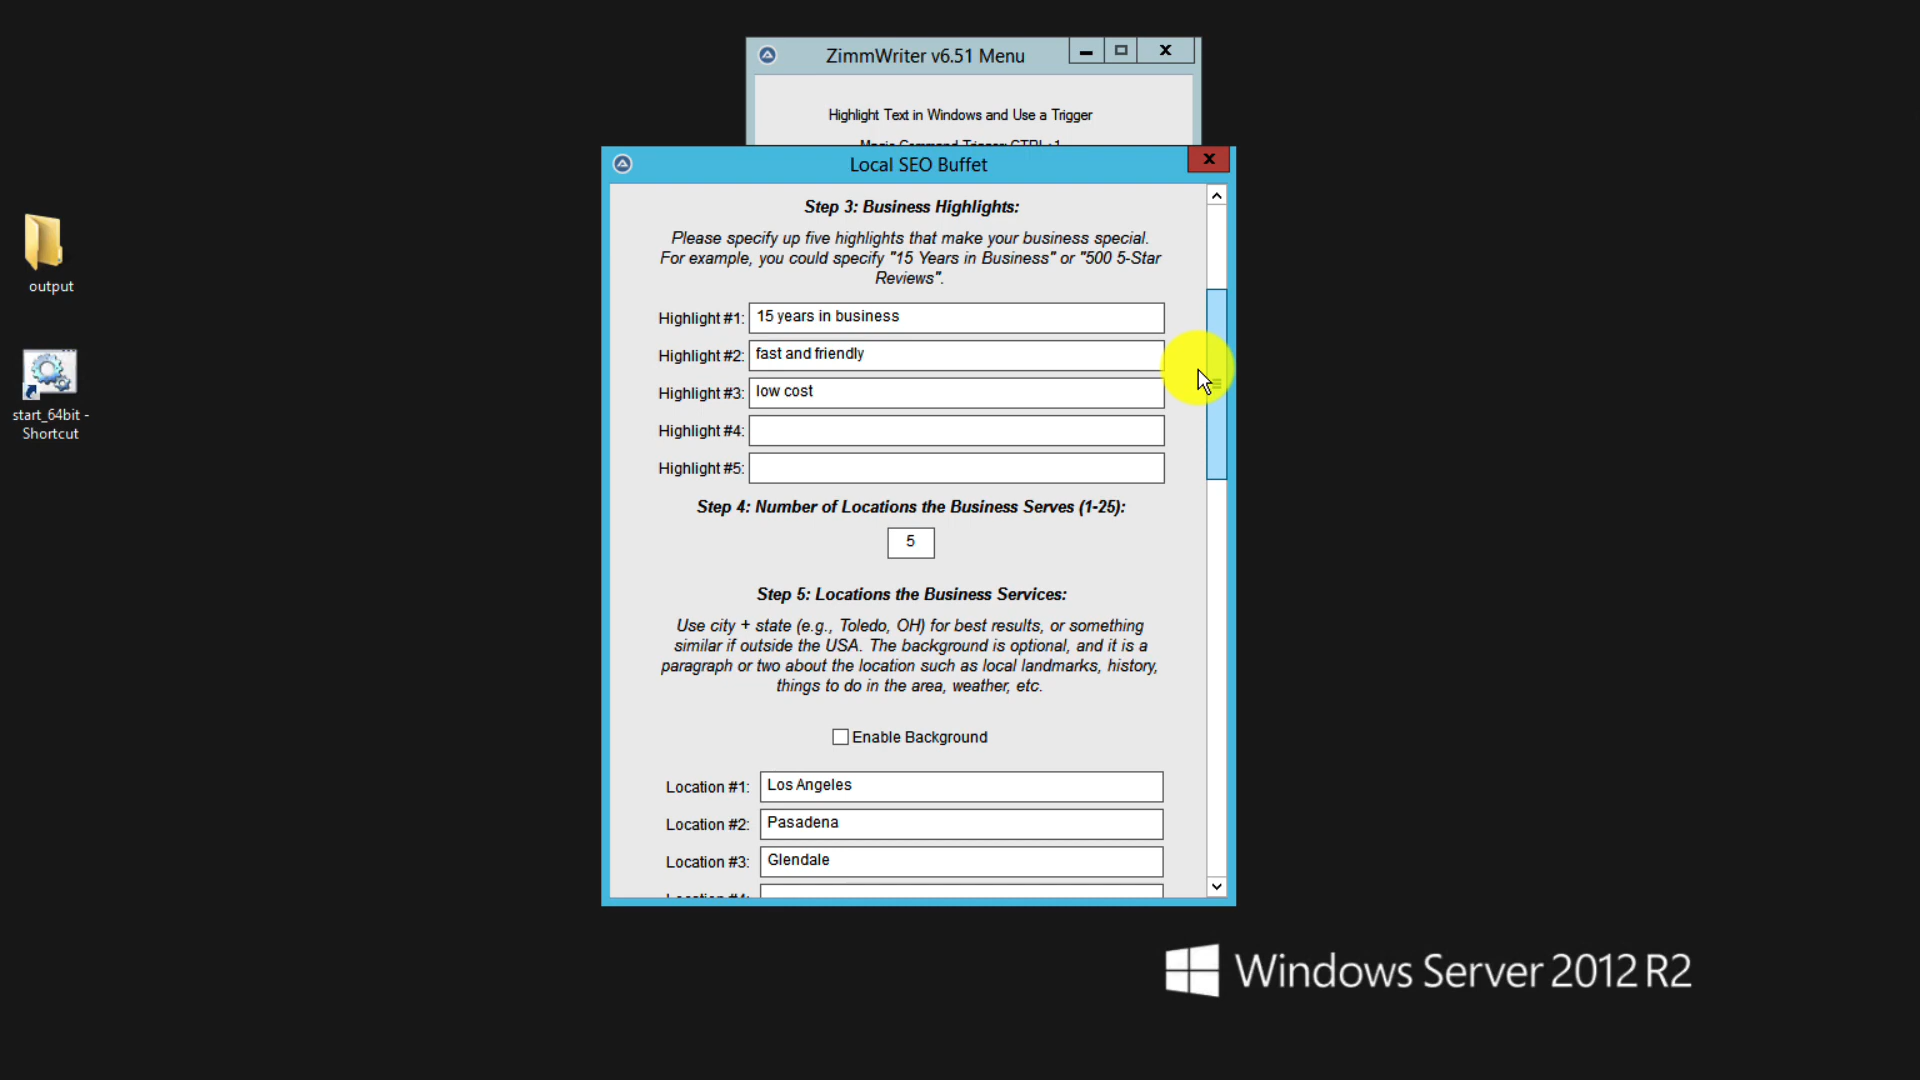 ZimmWriter v6.51 Menu
Highlight Text in Windows and Use a Trigger
Magic Command Trigger: CTRL+1
Local SEO Buffet
Step 3: Business Highlights:
Please specify up five highlights that make your business special.
For example, you could specify "15 Years in Business" or "500 5-Star
Reviews".
Highlight #1: 15 years in business
Highlight #2: fast and friendly
Highlight #3: low cost
Highlight #4:
Highlight #5:
Step 4: Number of Locations the Business Serves (1-25):
5
Step 5: Locations the Business Services:
Use city + state (e.g., Toledo, OH) for best results, or something
similar if outside the USA. The background is optional, and it is a
paragraph or two about the location such as local landmarks, history,
things to do in the area, weather, etc.
Enable Background
Location #1: Los Angeles
Location #2: Pasadena
Location #3: Glendale
Location #4:
output
start_64bit -
Shortcut
Windows Server 2012 R2